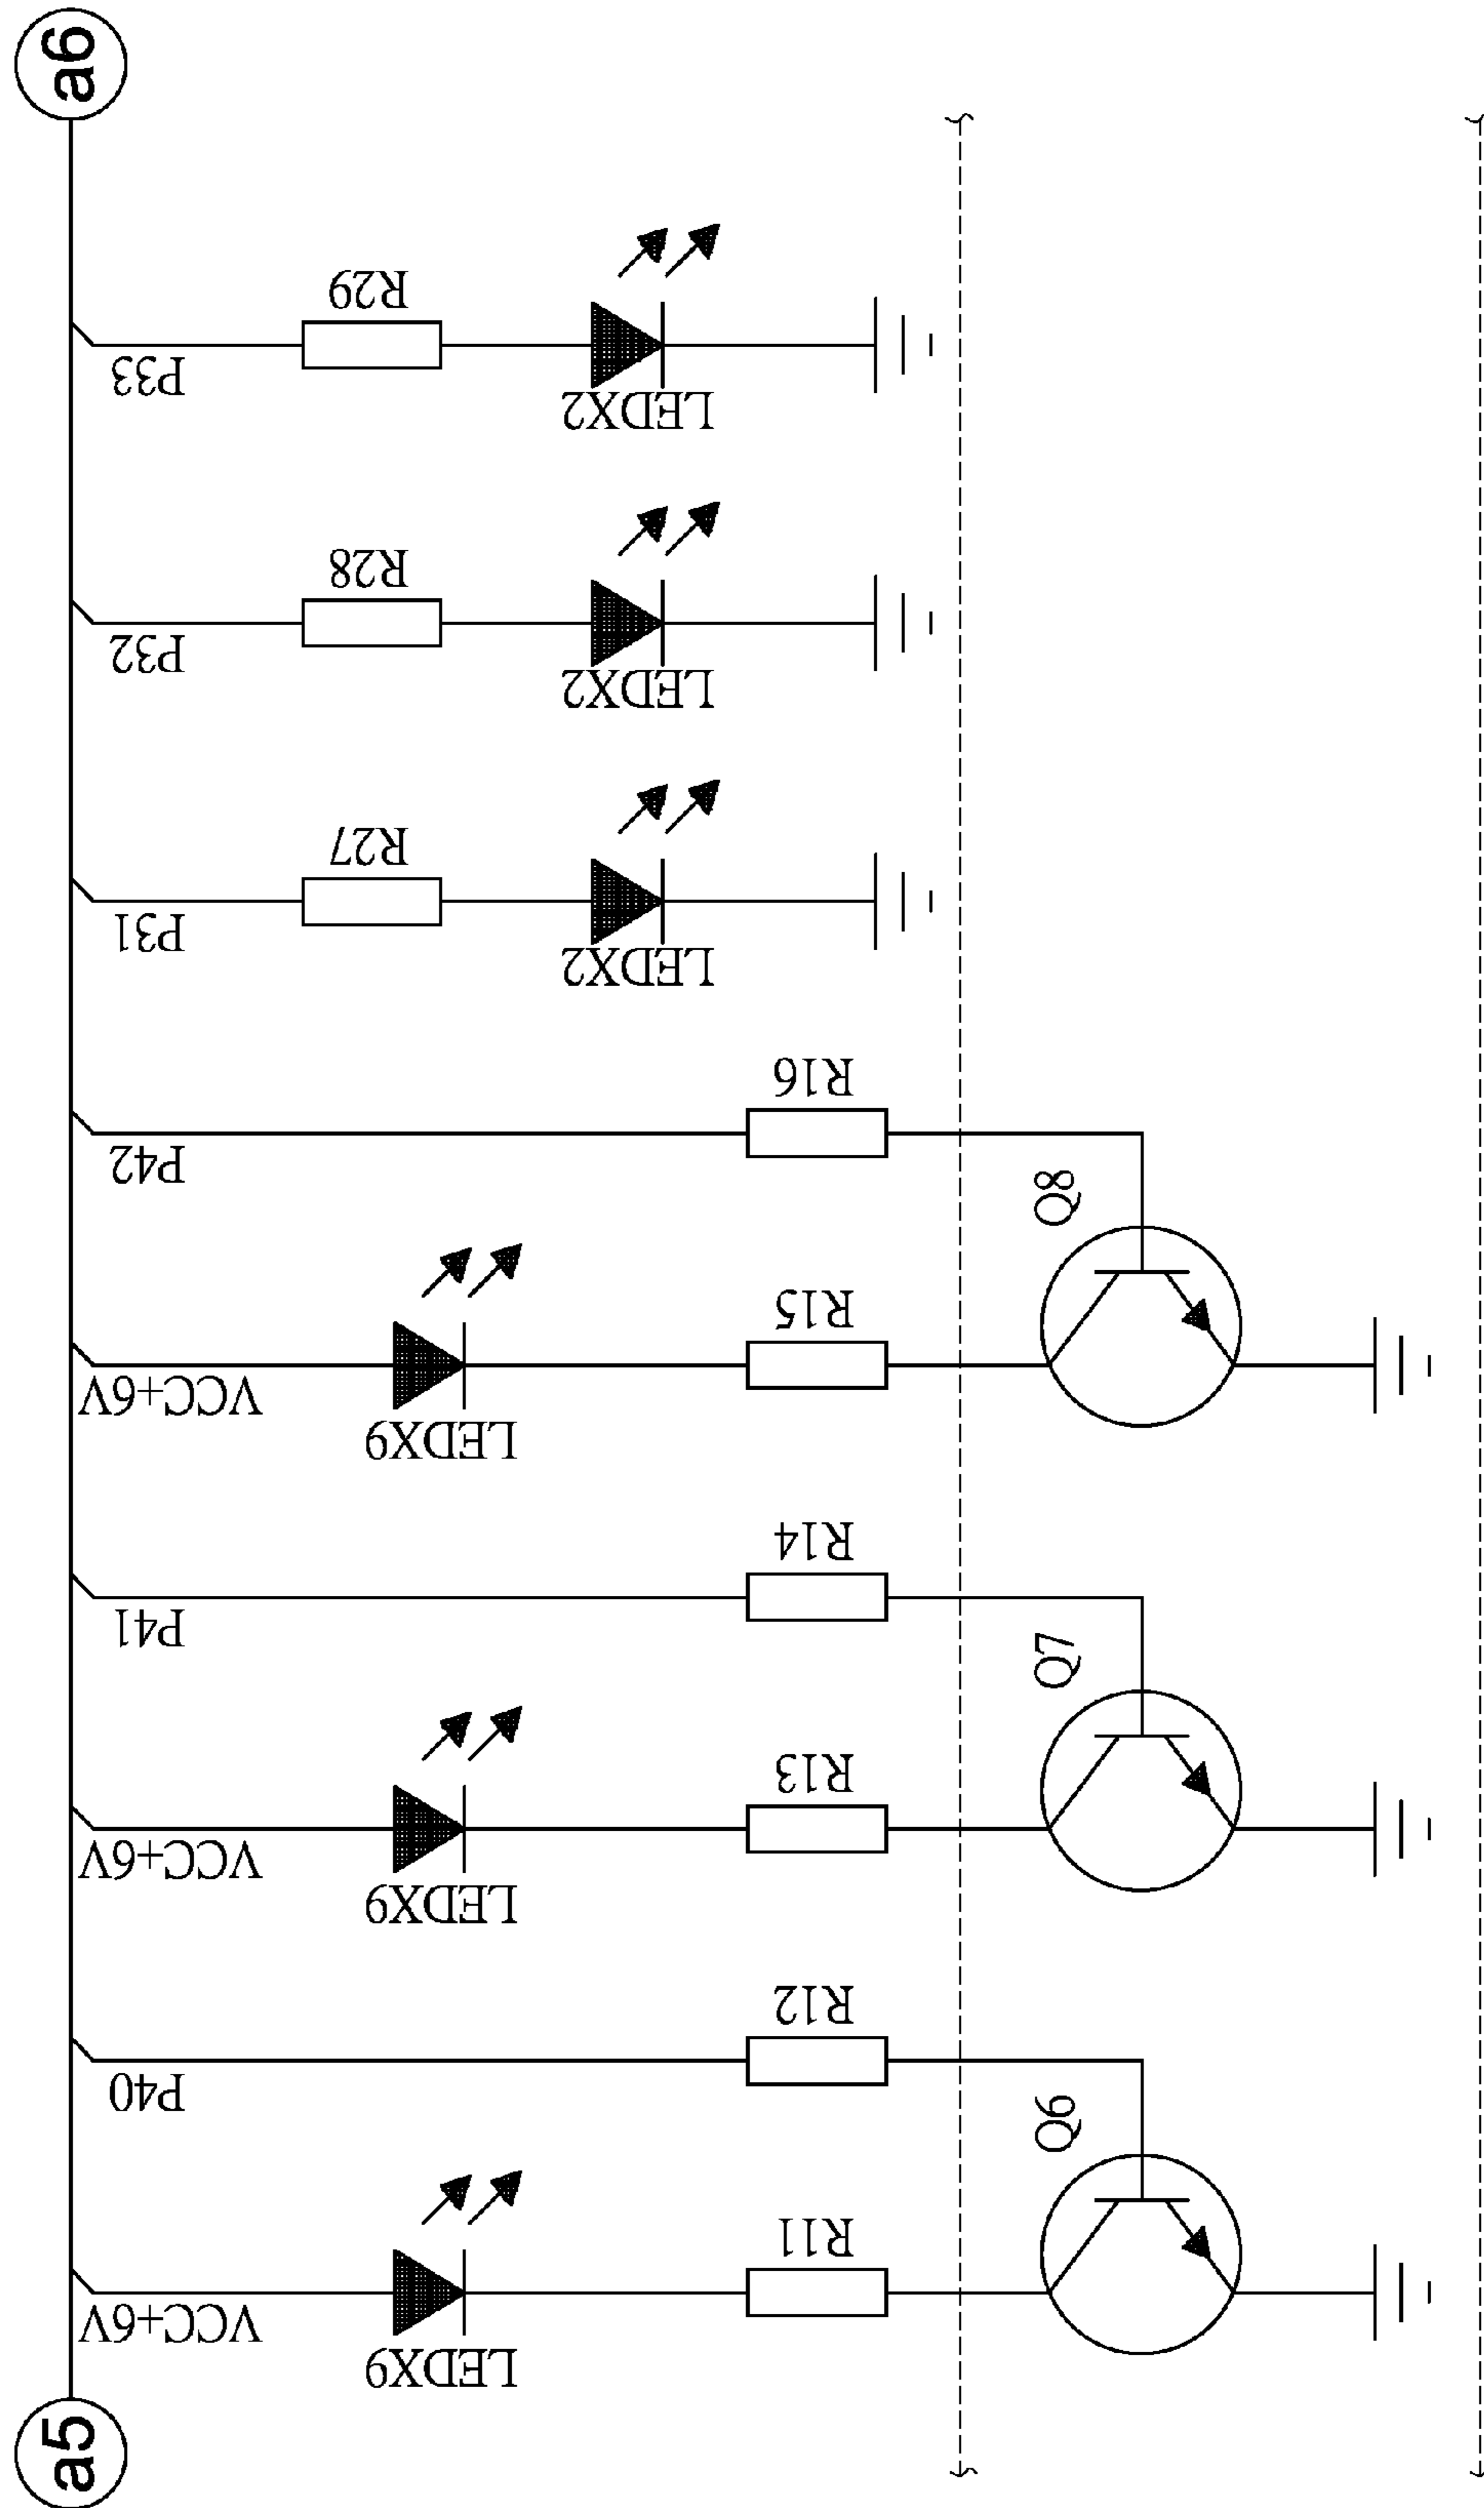 a6
R29
P33
LEDX2
R28
P32
LEDX2
R27
P31
LEDX2
R16
P42
Q8
R15
VCC+6V
LEDX9
R14
P41
Q7
R13
VCC+6V
LEDX9
R12
P40
Q6
R11
VCC+6V
LEDX9
a5